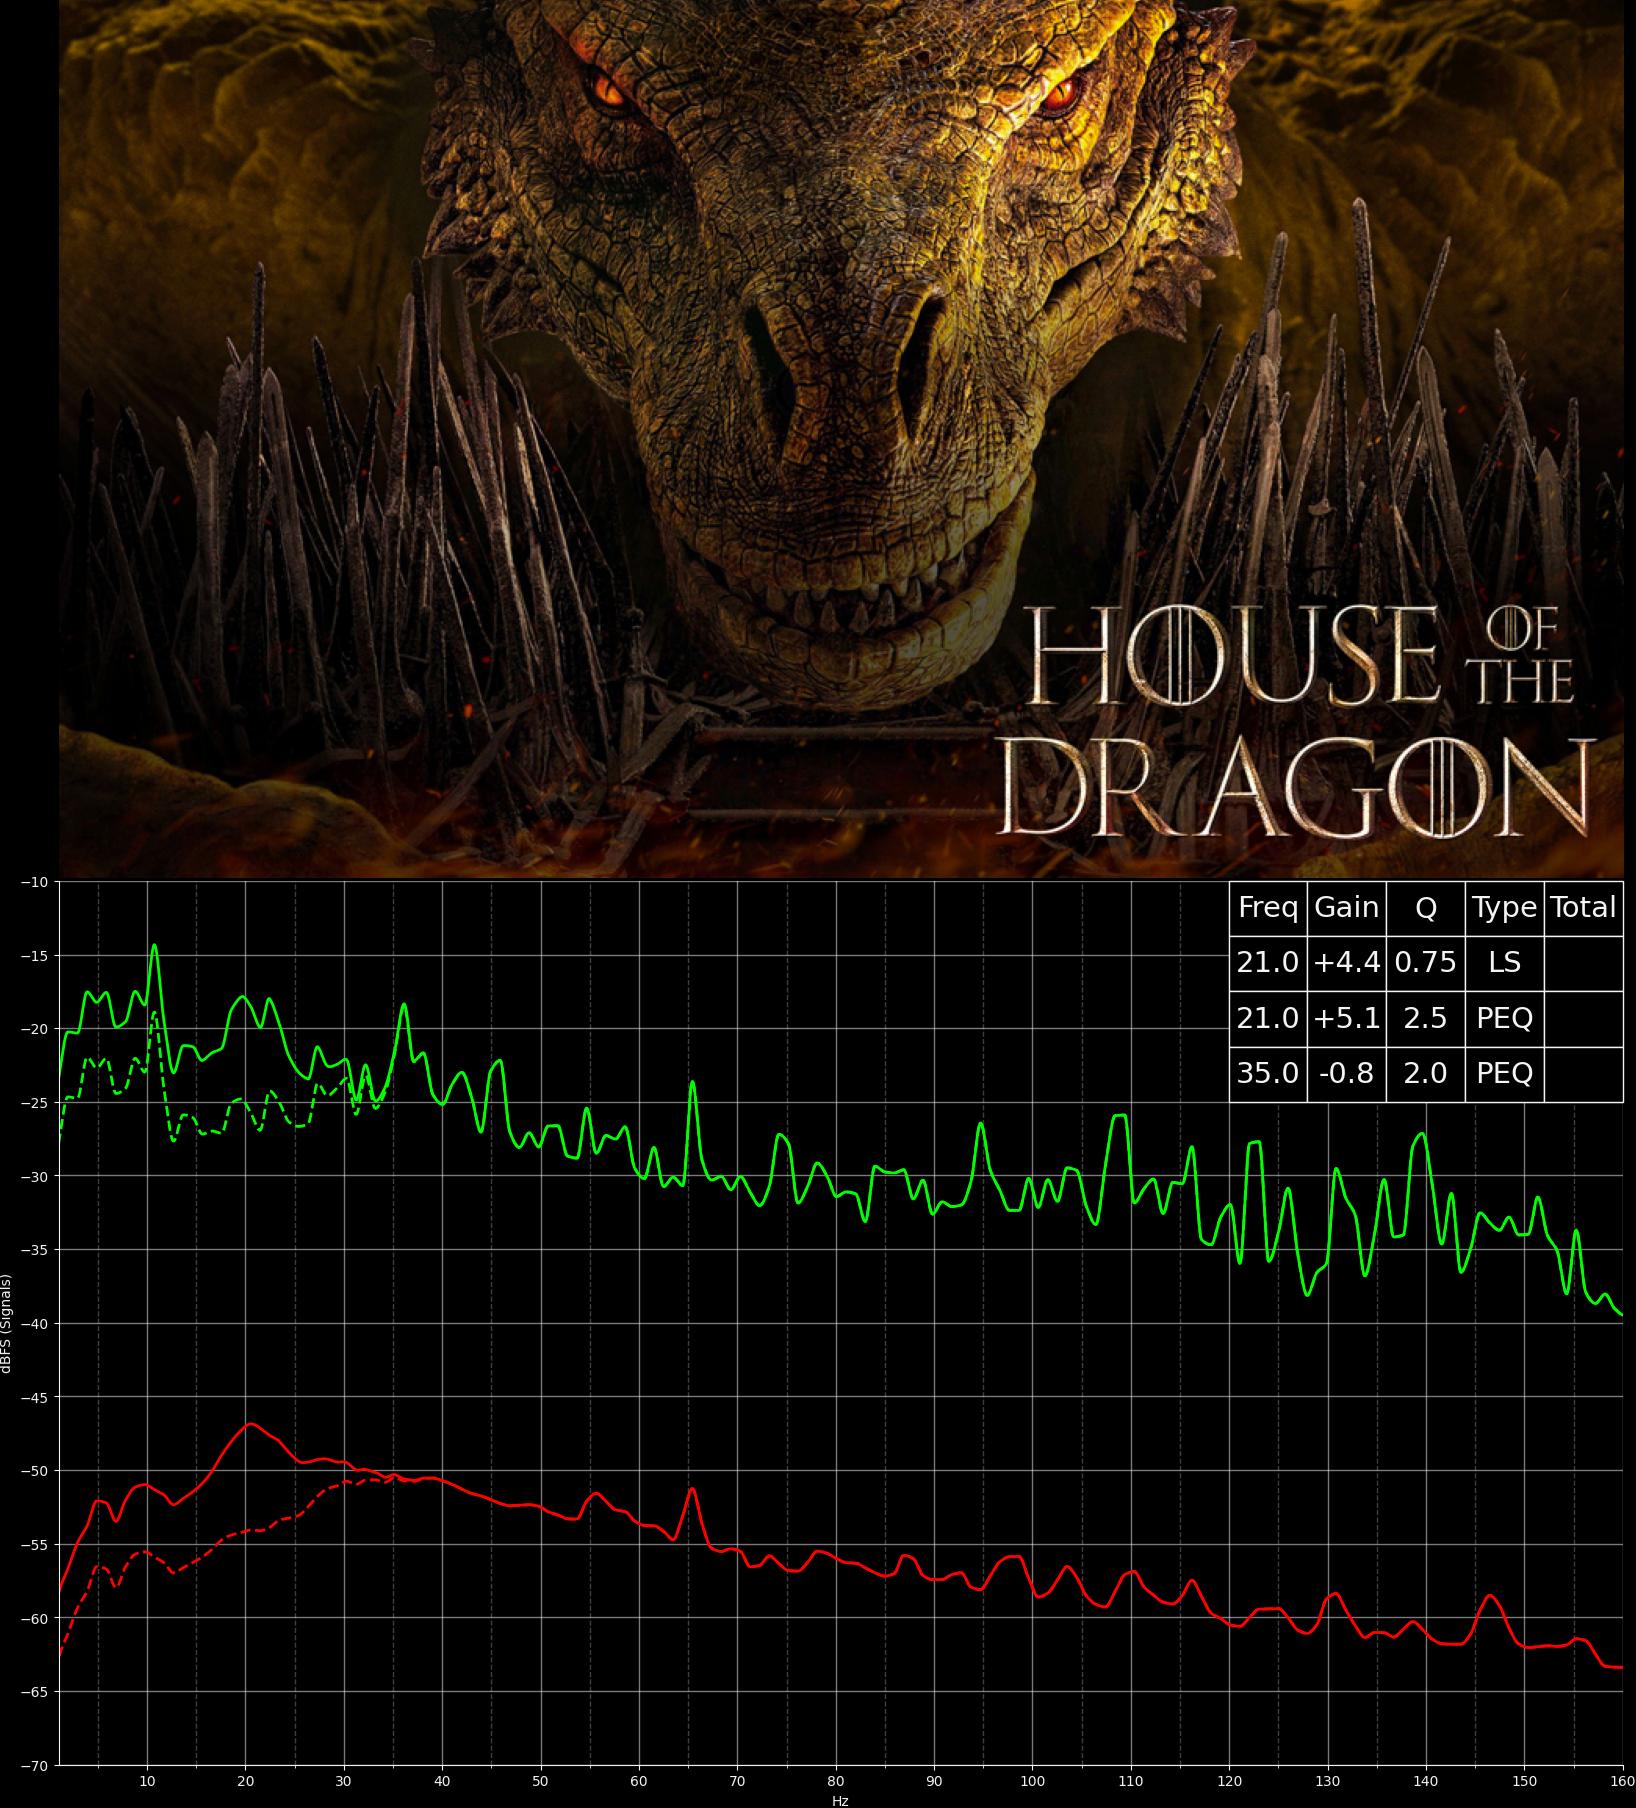 HOUSE OF THE
DRAGON
Freq Gain Q Type Total
21.0 +4.4 0.75 LS
21.0 +5.1 2.5 PEQ
35.0 -0.8 2.0 PEQ
−10
−15
−20
−25
−30
−35
−40
−45
−50
−55
−60
−65
−70
dBFS (Signals)
10 20 30 40 50 60 70 80 90 100 110 120 130 140 150 160
Hz